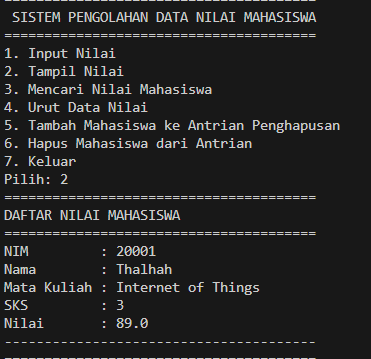 =======================================
SISTEM PENGOLAHAN DATA NILAI MAHASISWA
=======================================
1. Input Nilai
2. Tampil Nilai
3. Mencari Nilai Mahasiswa
4. Urut Data Nilai
5. Tambah Mahasiswa ke Antrian Penghapusan
6. Hapus Mahasiswa dari Antrian
7. Keluar
Pilih: 2
=======================================
DAFTAR NILAI MAHASISWA
=======================================
NIM         : 20001
Nama        : Thalhah
Mata Kuliah : Internet of Things
SKS         : 3
Nilai       : 89.0
---------------------------------------
=======================================